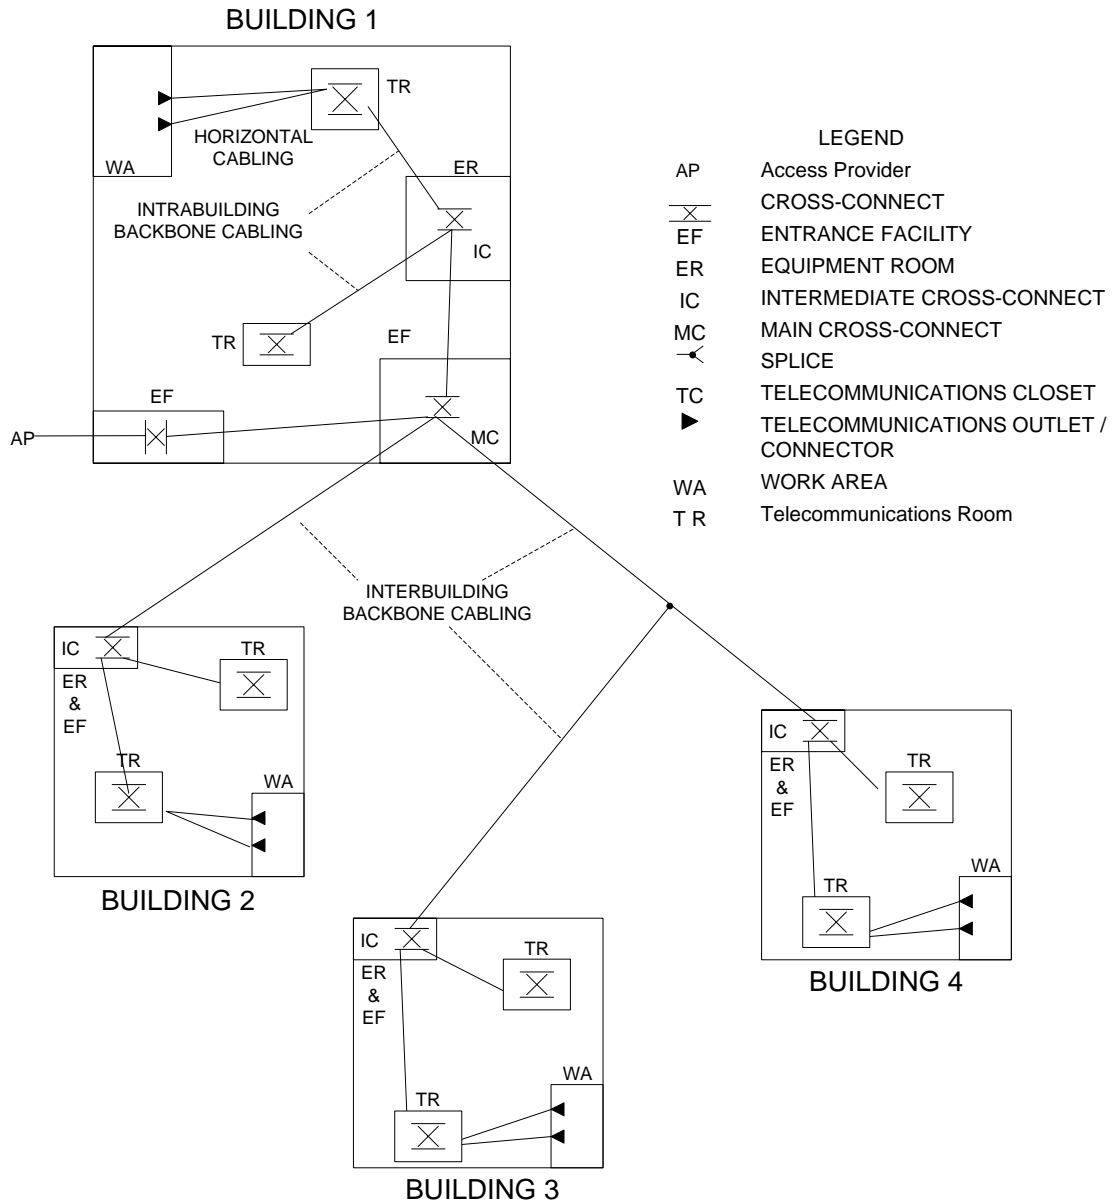 BUILDING 1
TR
HORIZONTAL
CABLING
WA
ER
INTRABUILDING
BACKBONE CABLING
IC
TR
EF
EF
AP
MC
LEGEND
AP Access Provider
CROSS-CONNECT
EF ENTRANCE FACILITY
ER EQUIPMENT ROOM
IC INTERMEDIATE CROSS-CONNECT
MC MAIN CROSS-CONNECT
SPLICE
TC TELECOMMUNICATIONS CLOSET
TELECOMMUNICATIONS OUTLET /
CONNECTOR
WA WORK AREA
T R Telecommunications Room
INTERBUILDING
BACKBONE CABLING
IC
TR
ER
&
EF
TR
WA
BUILDING 2
IC
TR
ER
&
EF
TR
WA
BUILDING 4
IC
TR
ER
&
EF
WA
TR
BUILDING 3